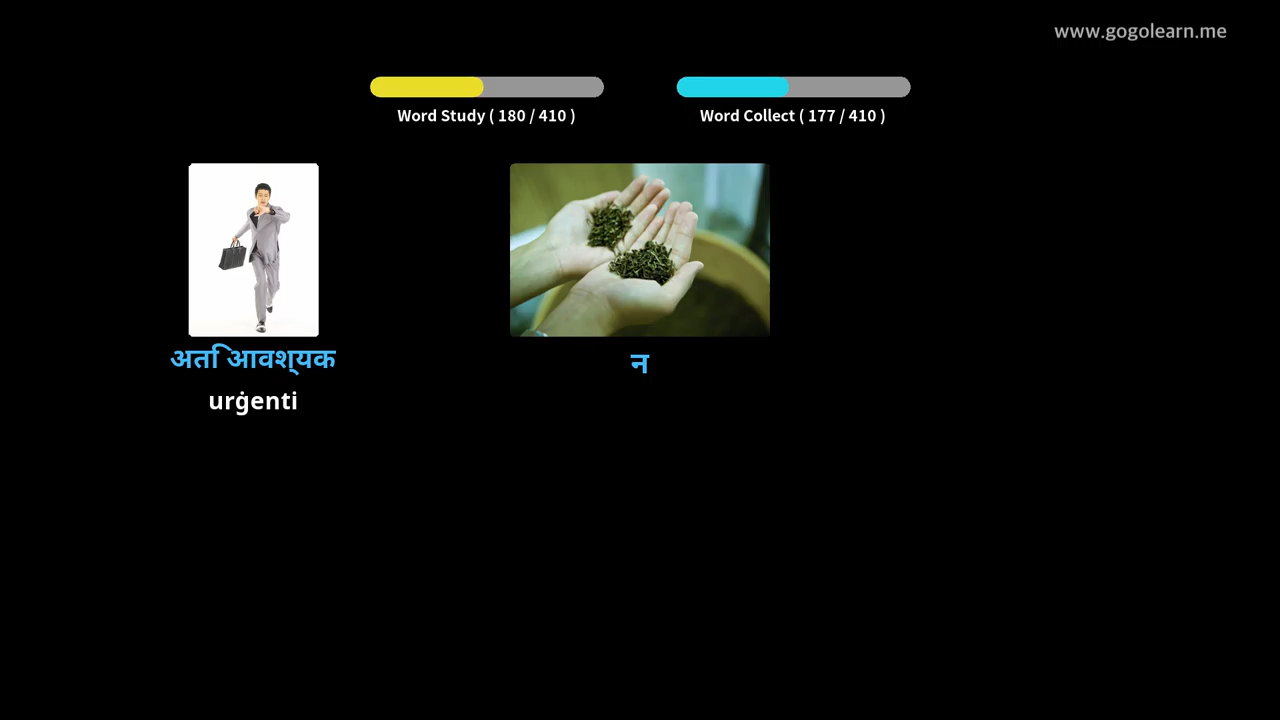 www.gogolearn.me
Word Study ( 180 / 410 )
Word Collect ( 177 / 410 )
अति आवश्यक
urġenti
न